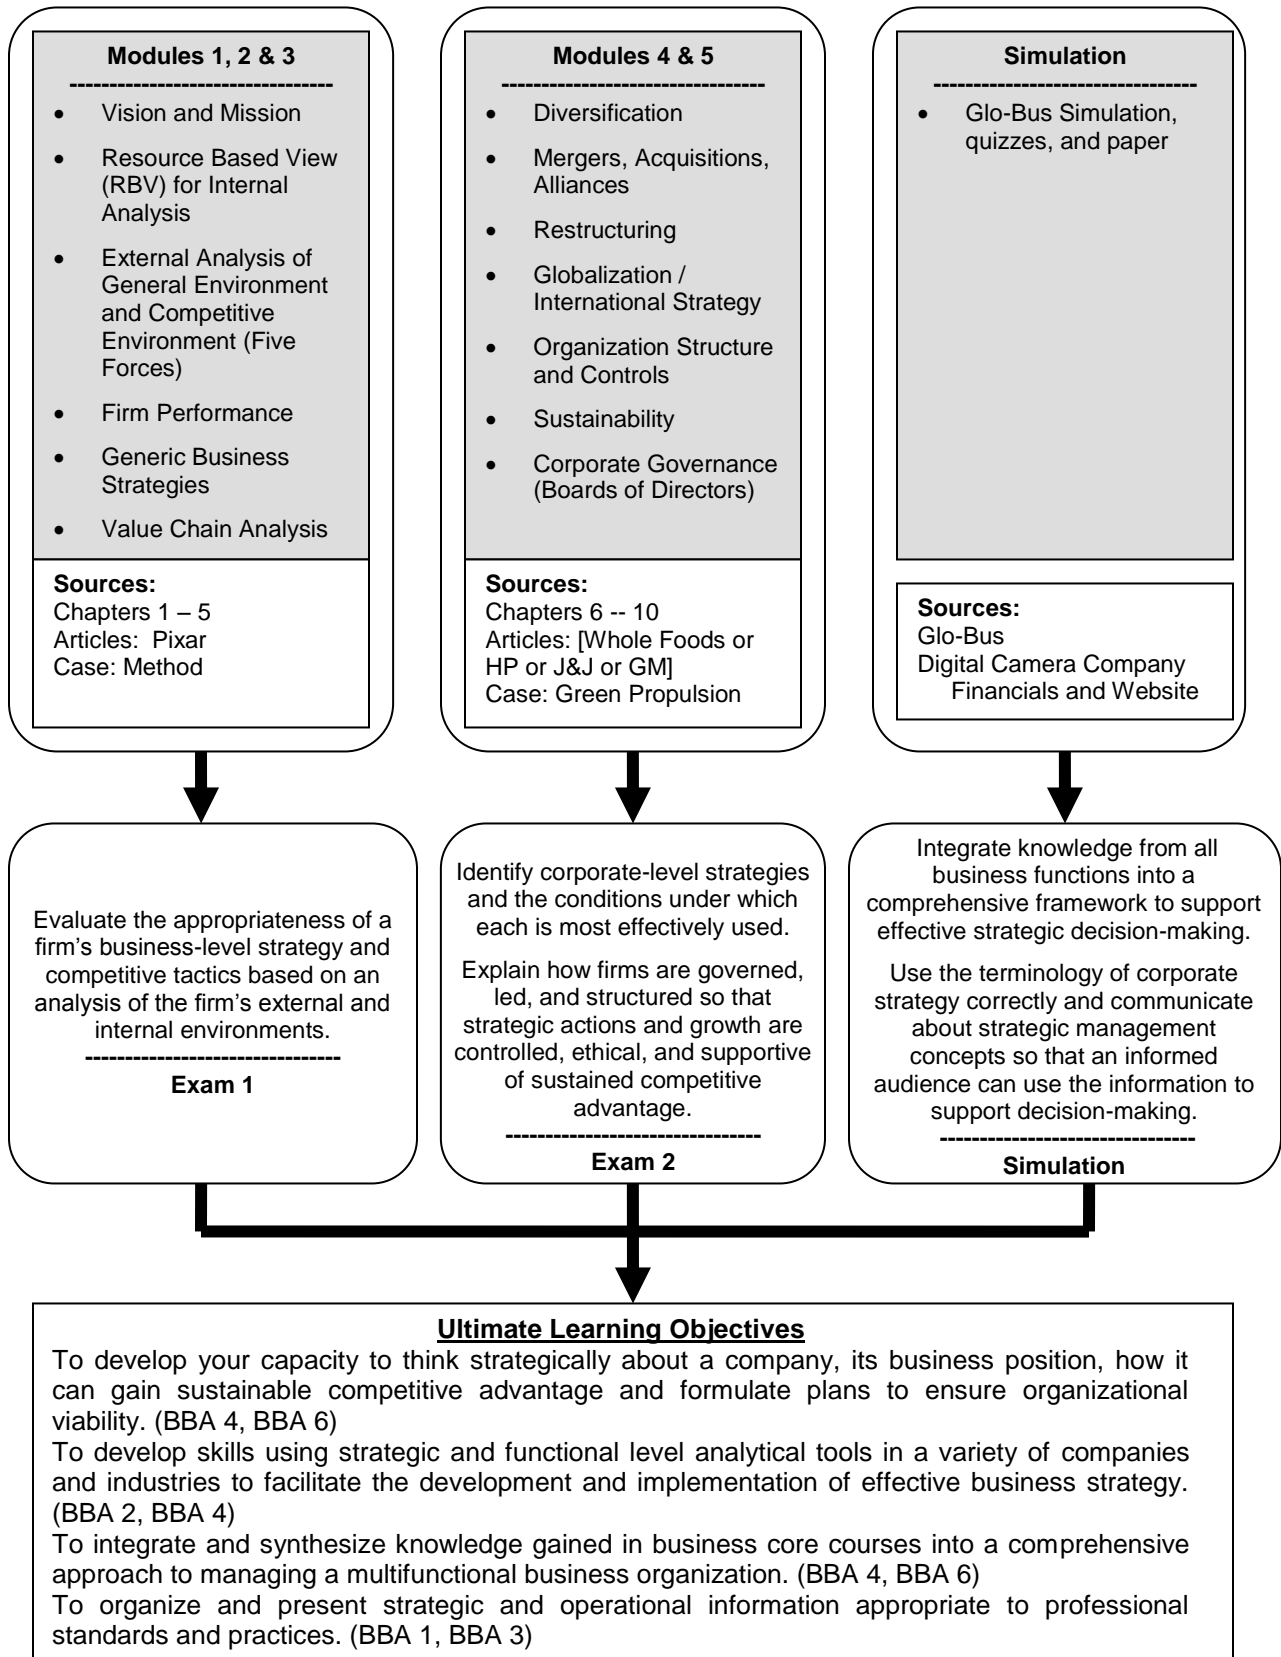 Modules 1, 2 & 3
---------------------------------
• Vision and Mission
• Resource Based View
(RBV) for Internal
Analysis
• External Analysis of
General Environment
and Competitive
Environment (Five
Forces)
• Firm Performance
• Generic Business
Strategies
• Value Chain Analysis
Sources:
Chapters 1 – 5
Articles: Pixar
Case: Method
Modules 4 & 5
---------------------------------
• Diversification
• Mergers, Acquisitions,
Alliances
• Restructuring
• Globalization /
International Strategy
• Organization Structure
and Controls
• Sustainability
• Corporate Governance
(Boards of Directors)
Sources:
Chapters 6 -- 10
Articles: [Whole Foods or
HP or J&J or GM]
Case: Green Propulsion
Simulation
---------------------------------
• Glo-Bus Simulation,
quizzes, and paper
Sources:
Glo-Bus
Digital Camera Company
Financials and Website
Evaluate the appropriateness of a
firm’s business-level strategy and
competitive tactics based on an
analysis of the firm’s external and
internal environments.
--------------------------------
Exam 1
Identify corporate-level strategies
and the conditions under which
each is most effectively used.
Explain how firms are governed,
led, and structured so that
strategic actions and growth are
controlled, ethical, and supportive
of sustained competitive
advantage.
--------------------------------
Exam 2
Integrate knowledge from all
business functions into a
comprehensive framework to support
effective strategic decision-making.
Use the terminology of corporate
strategy correctly and communicate
about strategic management
concepts so that an informed
audience can use the information to
support decision-making.
--------------------------------
Simulation
Ultimate Learning Objectives
To develop your capacity to think strategically about a company, its business position, how it
can gain sustainable competitive advantage and formulate plans to ensure organizational
viability. (BBA 4, BBA 6)
To develop skills using strategic and functional level analytical tools in a variety of companies
and industries to facilitate the development and implementation of effective business strategy.
(BBA 2, BBA 4)
To integrate and synthesize knowledge gained in business core courses into a comprehensive
approach to managing a multifunctional business organization. (BBA 4, BBA 6)
To organize and present strategic and operational information appropriate to professional
standards and practices. (BBA 1, BBA 3)